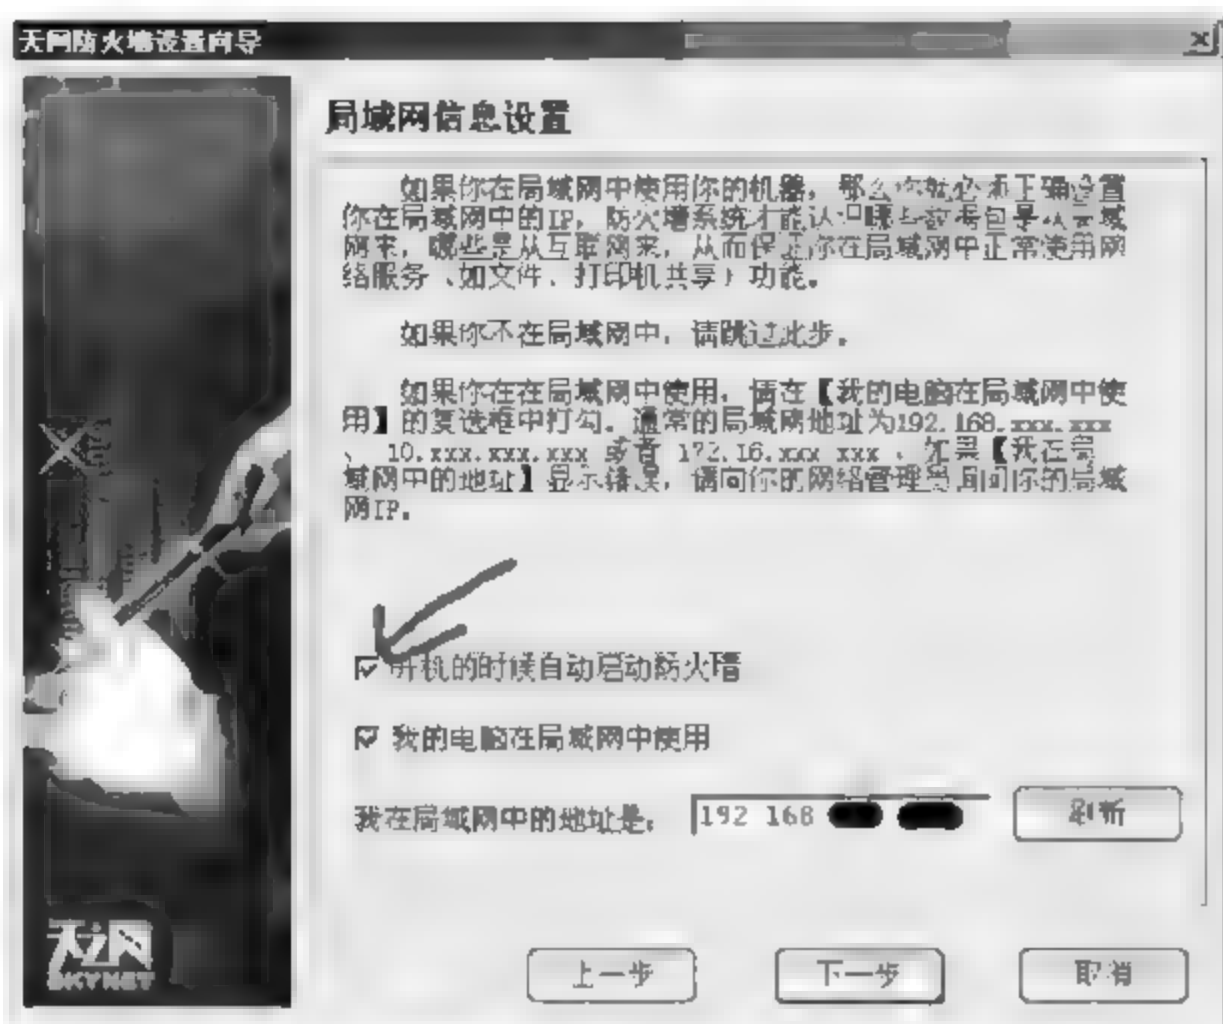 天网防火墙设置向导
局域网信息设置
如果你在局域网中使用你的机器，那么你就必须正确设置
你在局域网中的IP，防火墙系统才能认识哪些数据包是从局域
网来，哪些是从互联网来，从而保证你在局域网中正常使用网
络服务（如文件、打印机共享）功能。
如果你不在局域网中，请跳过此步。
如果你在在局域网中使用，请在【我的电脑在局域网中使
用】的复选框中打勾。通常的局域网地址为192.168.xxx.xxx
、 10.xxx.xxx.xxx 或者 172.16.xxx xxx ，如果【我在局
域网中的地址】显示错误，请向你的网络管理员询问你的局域
网IP。
开机的时候自动启动防火墙
我的电脑在局域网中使用
我在局域网中的地址是： 192 168 刷新
天网
SKYNET
上一步 下一步 取消